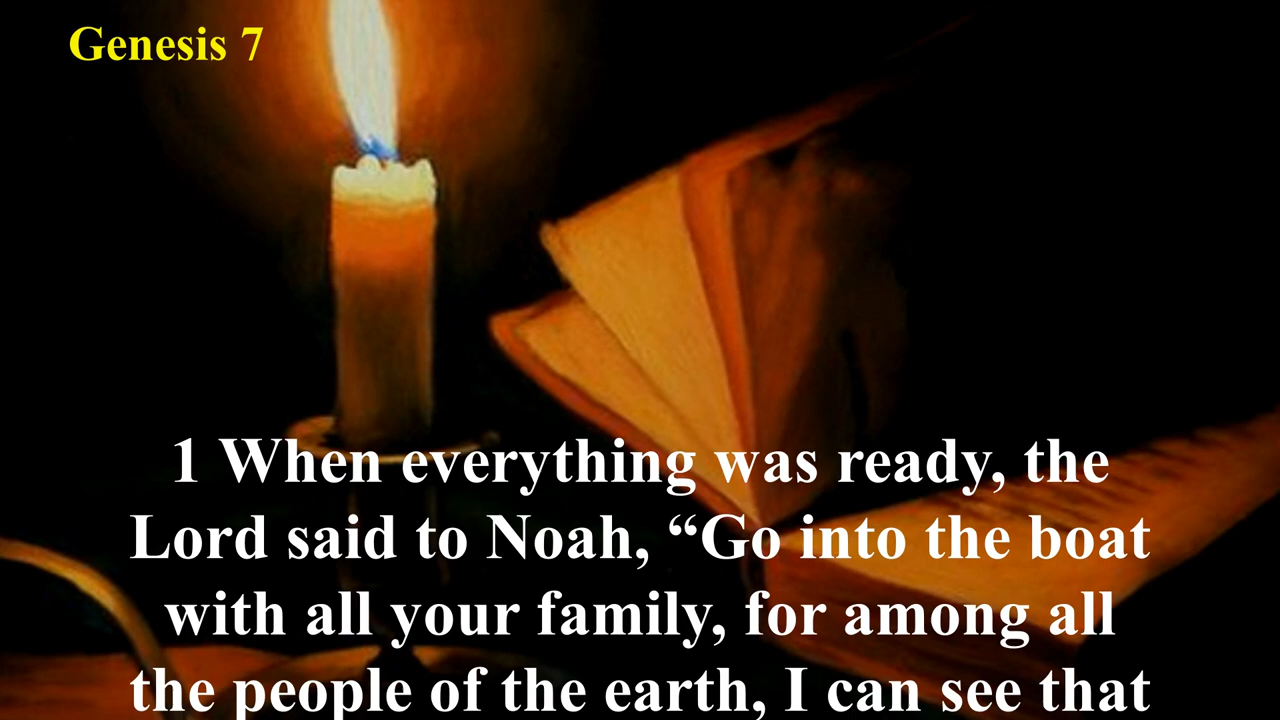 Genesis 7
1 When everything was ready, the
Lord said to Noah, “Go into the boat
with all your family, for among all
the people of the earth, I can see that